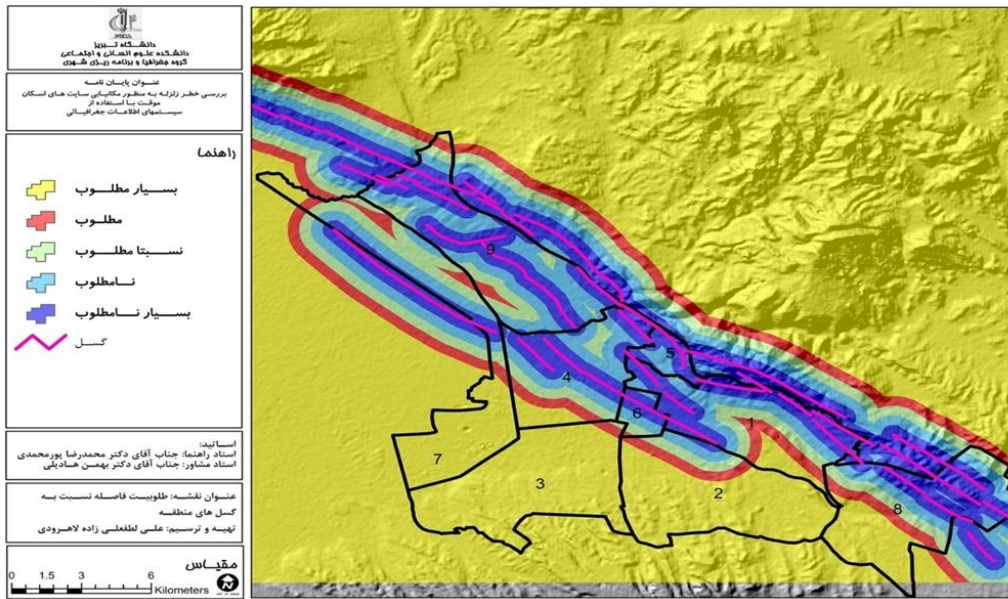 دانشگاه تبریز
دانشکده علوم انسانی و اجتماعی
گروه جغرافیا و برنامه ریزی شهری
عنوان پایان نامه
بررسی خطر زلزله به منظور مکانیابی سایت های اسکان
موقت با استفاده از
سیستمهای اطلاعات جغرافیائی
راهنما
بسیار مطلوب
مطلوب
نسبتا مطلوب
نامطلوب
بسیار نامطلوب
گسل
اساتید:
استاد راهنما: جناب آقای دکتر محمدرضا پورمحمدی
استاد مشاور: جناب آقای دکتر بهمن هادیلی
عنوان نقشه: طلوبیت فاصله نسبت به
گسل های منطقه
تهیه و ترسیم: علی لطفعلی زاده لاهرودی
مقیاس
0 1.5 3 6
Kilometers
9
5
4
6
1
7
3
2
8